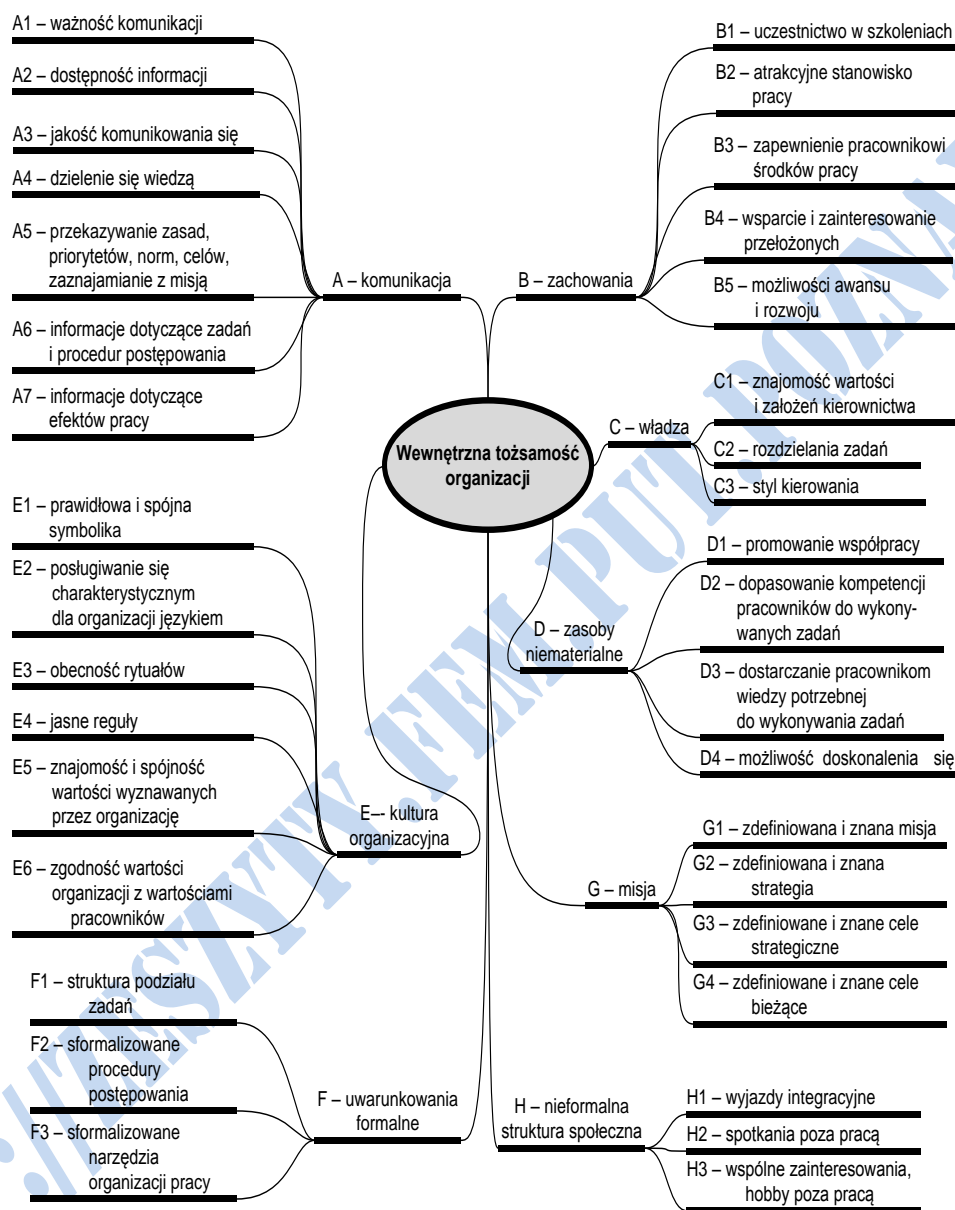 A1 – ważność komunikacji
A2 – dostępność informacji
A3 – jakość komunikowania się
A4 – dzielenie się wiedzą
A5 – przekazywanie zasad,
priorytetów, norm, celów,
zaznajamianie z misją
A6 – informacje dotyczące zadań
i procedur postępowania
A7 – informacje dotyczące
efektów pracy
A – komunikacja
B – zachowania
B1 – uczestnictwo w szkoleniach
B2 – atrakcyjne stanowisko
pracy
B3 – zapewnienie pracownikowi
środków pracy
B4 – wsparcie i zainteresowanie
przełożonych
B5 – możliwości awansu
i rozwoju
Wewnętrzna tożsamość
organizacji
C – władza
C1 – znajomość wartości
i założeń kierownictwa
C2 – rozdzielania zadań
C3 – styl kierowania
D – zasoby
niematerialne
D1 – promowanie współpracy
D2 – dopasowanie kompetencji
pracowników do wykony-
wanych zadań
D3 – dostarczanie pracownikom
wiedzy potrzebnej
do wykonywania zadań
D4 – możliwość doskonalenia się
E1 – prawidłowa i spójna
symbolika
E2 – posługiwanie się
charakterystycznym
dla organizacji językiem
E3 – obecność rytuałów
E4 – jasne reguły
E5 – znajomość i spójność
wartości wyznawanych
przez organizację
E6 – zgodność wartości
organizacji z wartościami
pracowników
E–- kultura
organizacyjna
G – misja
G1 – zdefiniowana i znana misja
G2 – zdefiniowana i znana
strategia
G3 – zdefiniowane i znane cele
strategiczne
G4 – zdefiniowane i znane cele
bieżące
F1 – struktura podziału
zadań
F2 – sformalizowane
procedury
postępowania
F3 – sformalizowane
narzędzia
organizacji pracy
F – uwarunkowania
formalne
H – nieformalna
struktura społeczna
H1 – wyjazdy integracyjne
H2 – spotkania poza pracą
H3 – wspólne zainteresowania,
hobby poza pracą
://ZESZYTY.FEM.PUT.POZNA